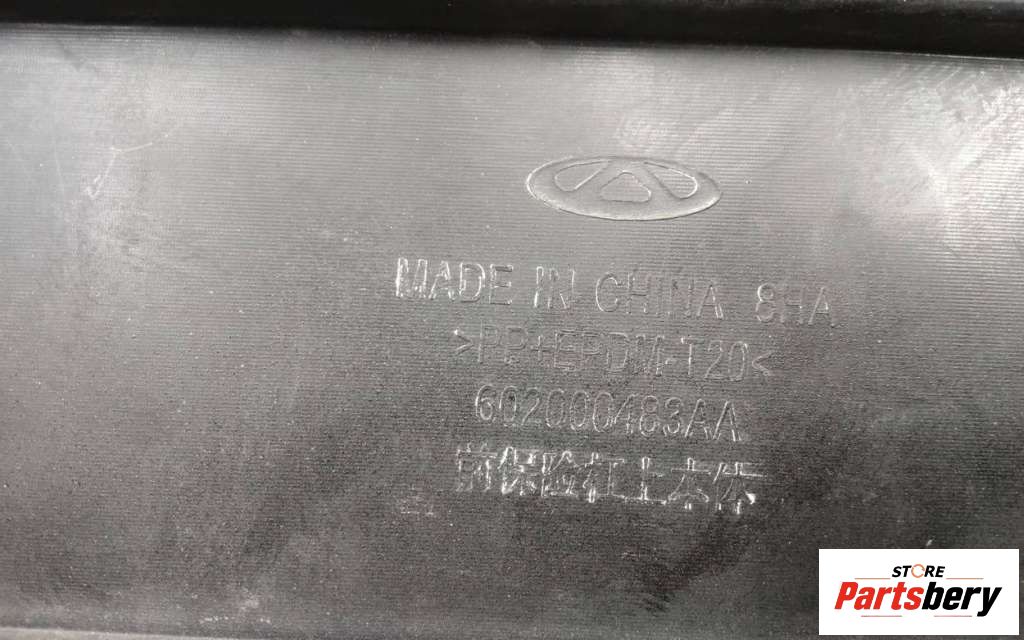 MADE IN CHINA 8HA
>PP+EPDM-T20<
602000483AA
前保险杠上本体
STORE
Partsbery